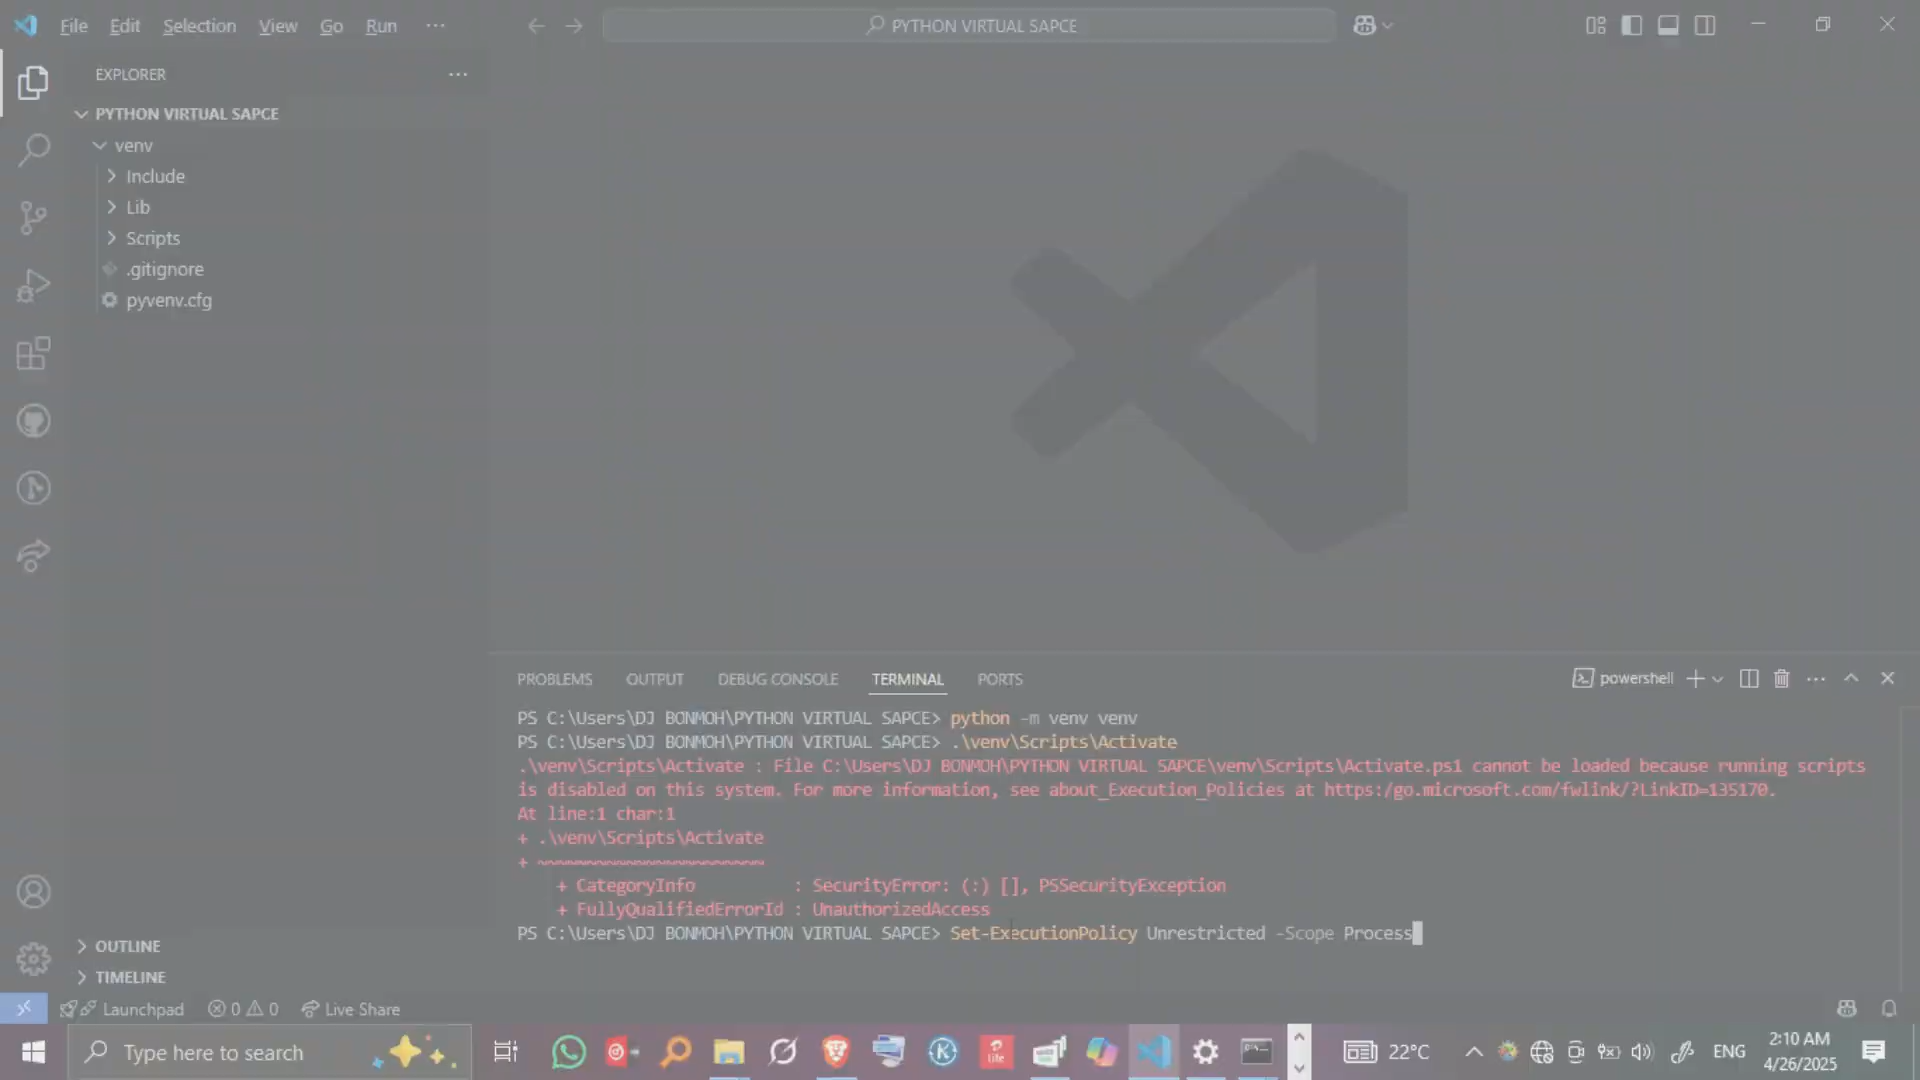 File Edit Selection View Go Run ···
PYTHON VIRTUAL SAPCE
EXPLORER
PYTHON VIRTUAL SAPCE
venv
Include
Lib
Scripts
.gitignore
pyvenv.cfg
OUTLINE
TIMELINE
PROBLEMS OUTPUT DEBUG CONSOLE TERMINAL PORTS
powershell
PS C:\Users\DJ BONMOH\PYTHON VIRTUAL SAPCE> python -m venv venv
PS C:\Users\DJ BONMOH\PYTHON VIRTUAL SAPCE> .\venv\Scripts\Activate
.\venv\Scripts\Activate : File C:\Users\DJ BONMOH\PYTHON VIRTUAL SAPCE\venv\Scripts\Activate.ps1 cannot be loaded because running scripts
is disabled on this system. For more information, see about_Execution_Policies at https:/go.microsoft.com/fwlink/?LinkID=135170.
At line:1 char:1
+ .\venv\Scripts\Activate
+ ~~~~~~~~~~~~~~~~~~~~~~~
+ CategoryInfo : SecurityError: (:) [], PSSecurityException
+ FullyQualifiedErrorId : UnauthorizedAccess
PS C:\Users\DJ BONMOH\PYTHON VIRTUAL SAPCE> Set-ExecutionPolicy Unrestricted -Scope Process
Launchpad 0 0 Live Share
Type here to search
lite
22°C
ENG
2:10 AM
4/26/2025